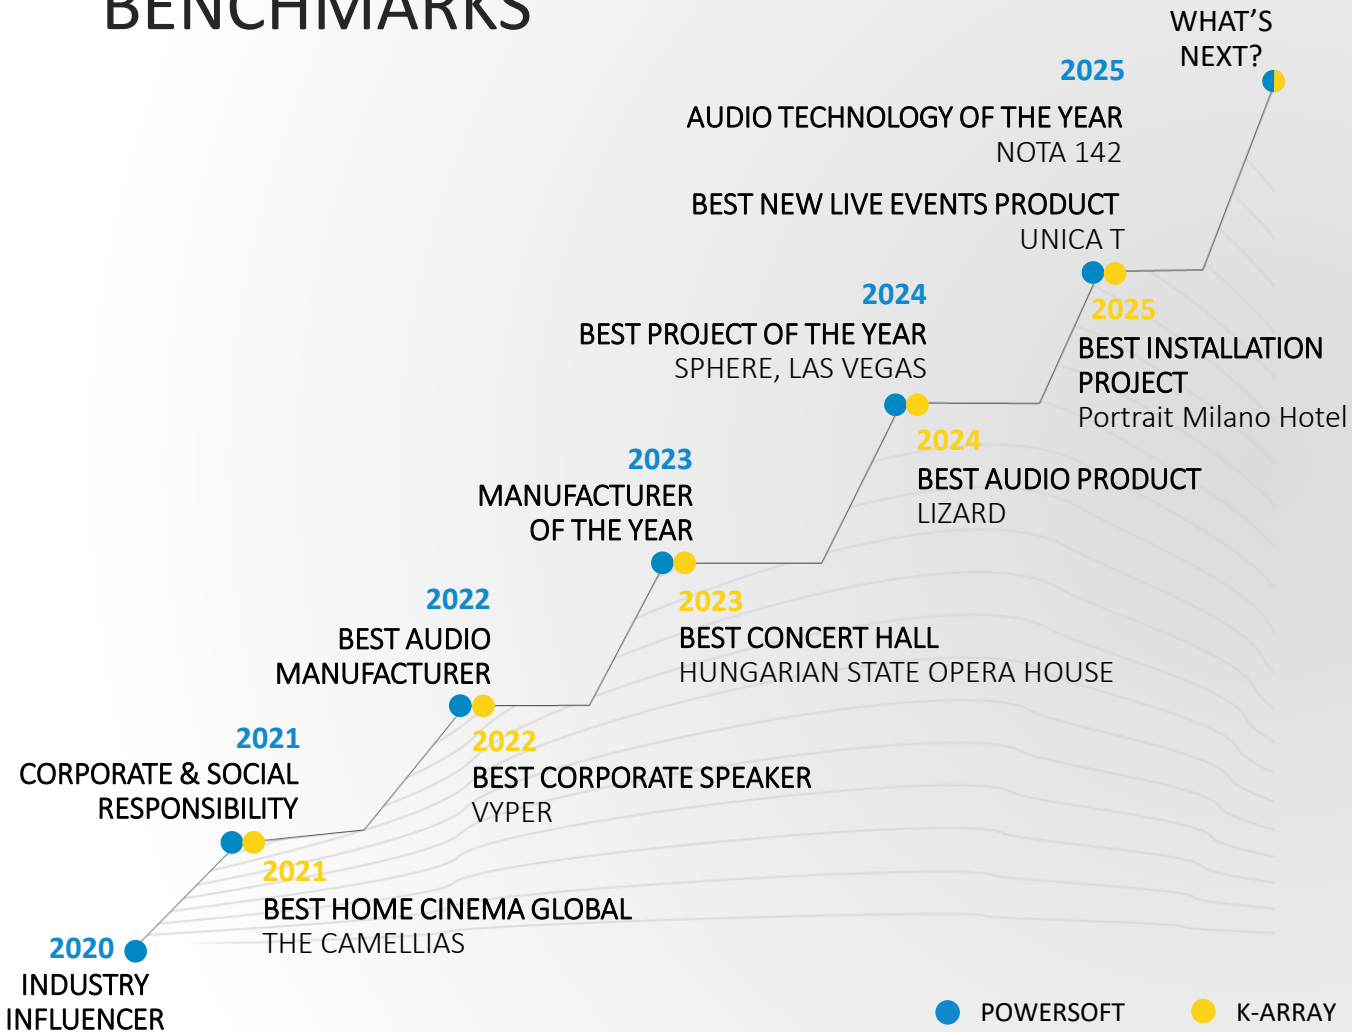 BENCHMARKS
WHAT'S
NEXT?
2025
AUDIO TECHNOLOGY OF THE YEAR
NOTA 142
BEST NEW LIVE EVENTS PRODUCT
UNICA T
2025
BEST INSTALLATION
PROJECT
Portrait Milano Hotel
2024
BEST PROJECT OF THE YEAR
SPHERE, LAS VEGAS
2024
BEST AUDIO PRODUCT
LIZARD
2023
MANUFACTURER
OF THE YEAR
2023
BEST CONCERT HALL
HUNGARIAN STATE OPERA HOUSE
2022
BEST AUDIO
MANUFACTURER
2022
BEST CORPORATE SPEAKER
VYPER
2021
CORPORATE & SOCIAL
RESPONSIBILITY
2021
BEST HOME CINEMA GLOBAL
THE CAMELLIAS
2020
INDUSTRY
INFLUENCER
POWERSOFT
K-ARRAY